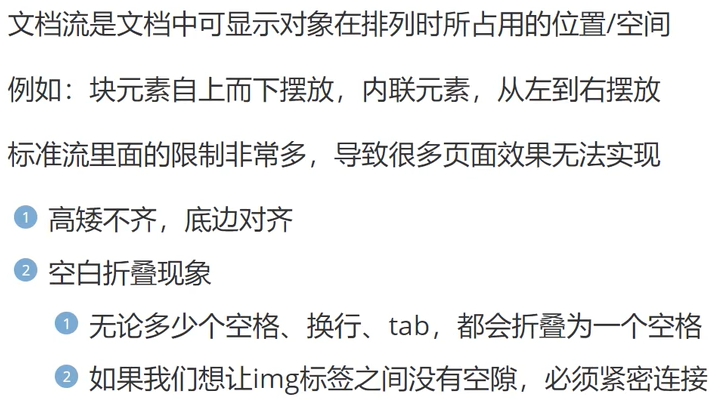 文档流是文档中可显示对象在排列时所占用的位置/空间
例如：块元素自上而下摆放，内联元素，从左到右摆放
标准流里面的限制非常多，导致很多页面效果无法实现
1 高矮不齐，底边对齐
2 空白折叠现象
1 无论多少个空格、换行、tab，都会折叠为一个空格
2 如果我们想让img标签之间没有空隙，必须紧密连接